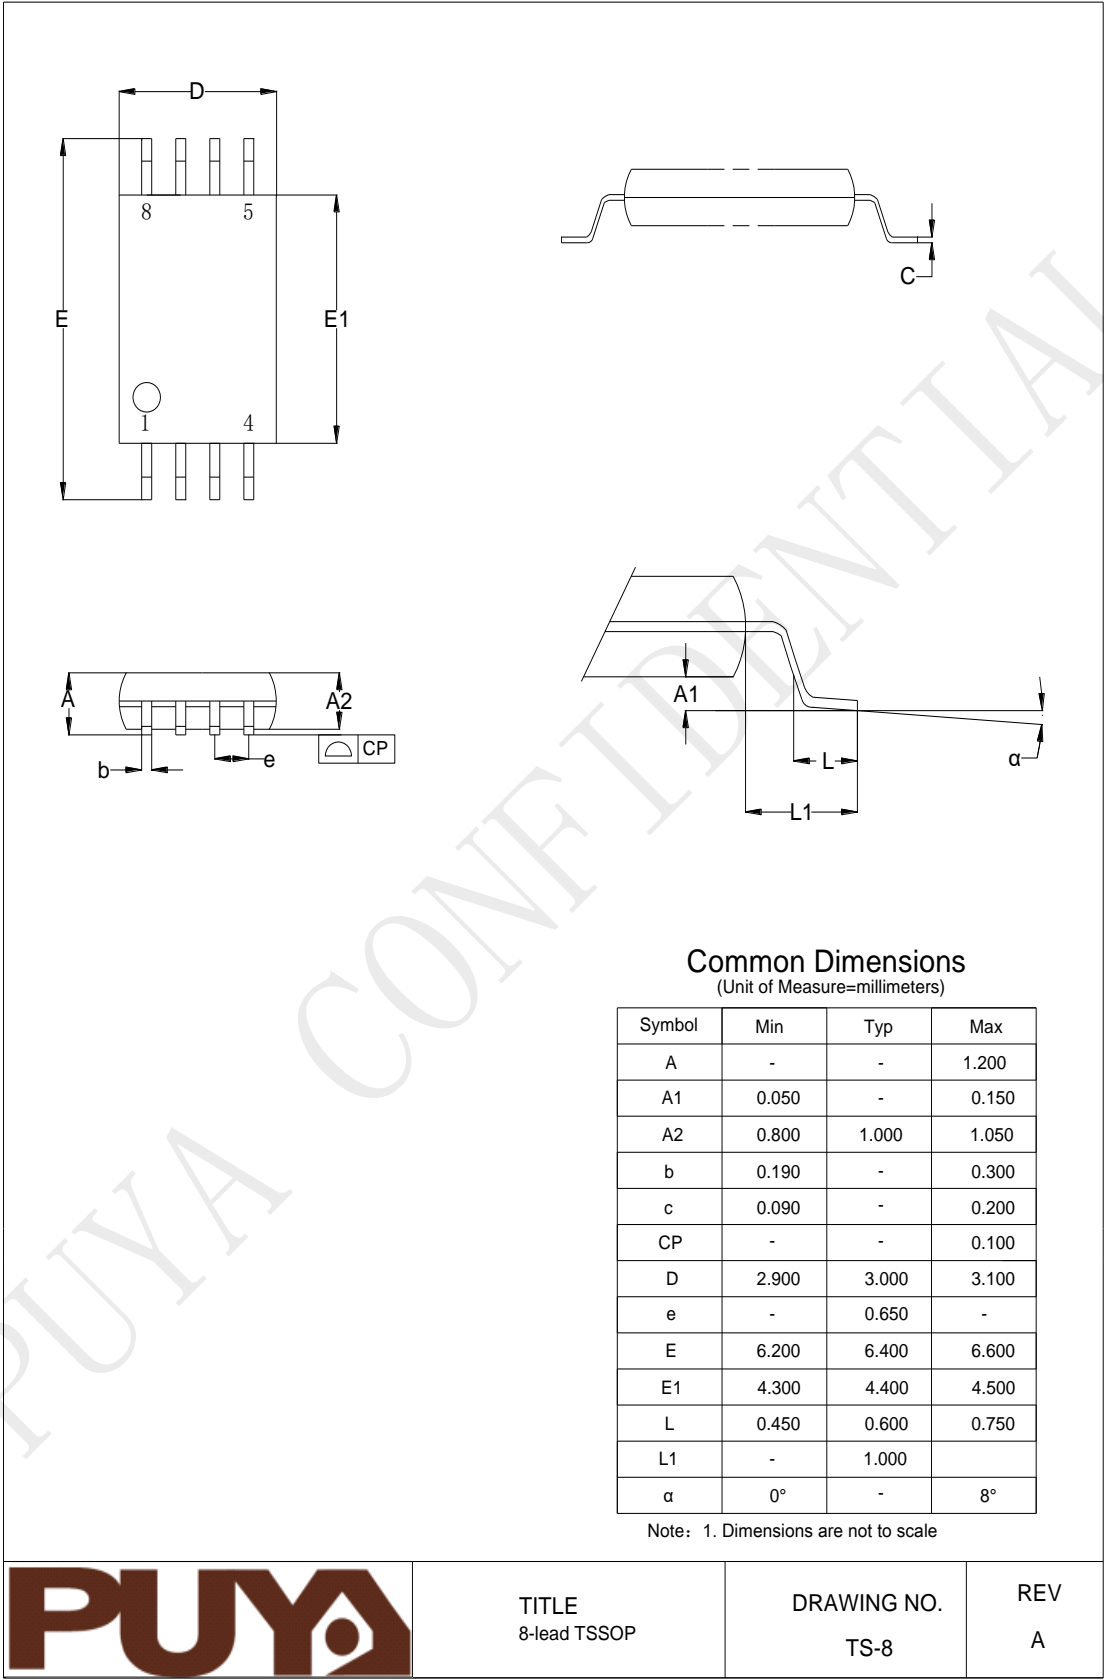 D
8 5
E
E1
1 4
C
A
A2
CP
b
e
A1
L
α
L1
PUYA CONFIDENTIAL
Common Dimensions
(Unit of Measure=millimeters)
Symbol Min Typ Max
A - - 1.200
A1 0.050 - 0.150
A2 0.800 1.000 1.050
b 0.190 - 0.300
c 0.090 - 0.200
CP - - 0.100
D 2.900 3.000 3.100
e - 0.650 -
E 6.200 6.400 6.600
E1 4.300 4.400 4.500
L 0.450 0.600 0.750
L1 - 1.000
α 0° - 8°
Note：1. Dimensions are not to scale
PUYA
TITLE
8-lead TSSOP
DRAWING NO.
TS-8
REV
A